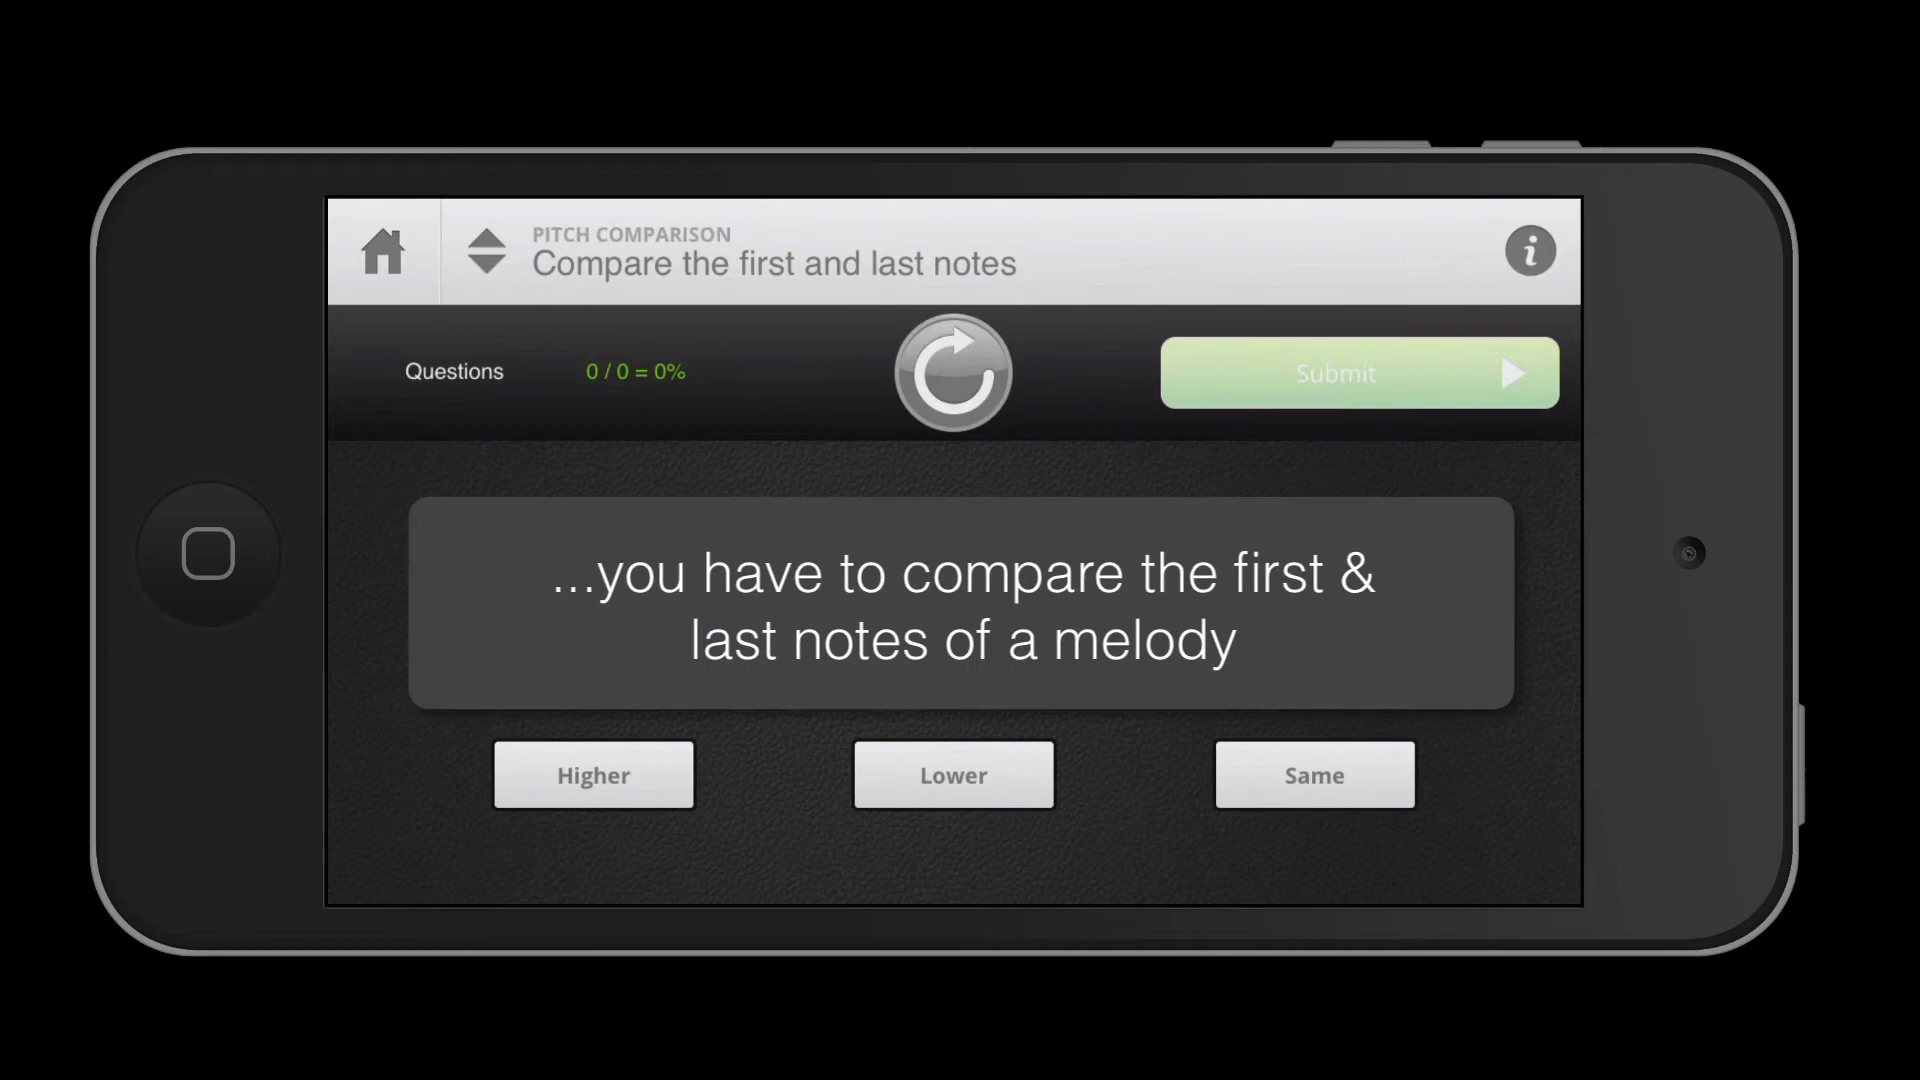 PITCH COMPARISON
Compare the first and last notes
Questions 0 / 0 = 0%
Submit
...you have to compare the first &
last notes of a melody
Higher Lower Same